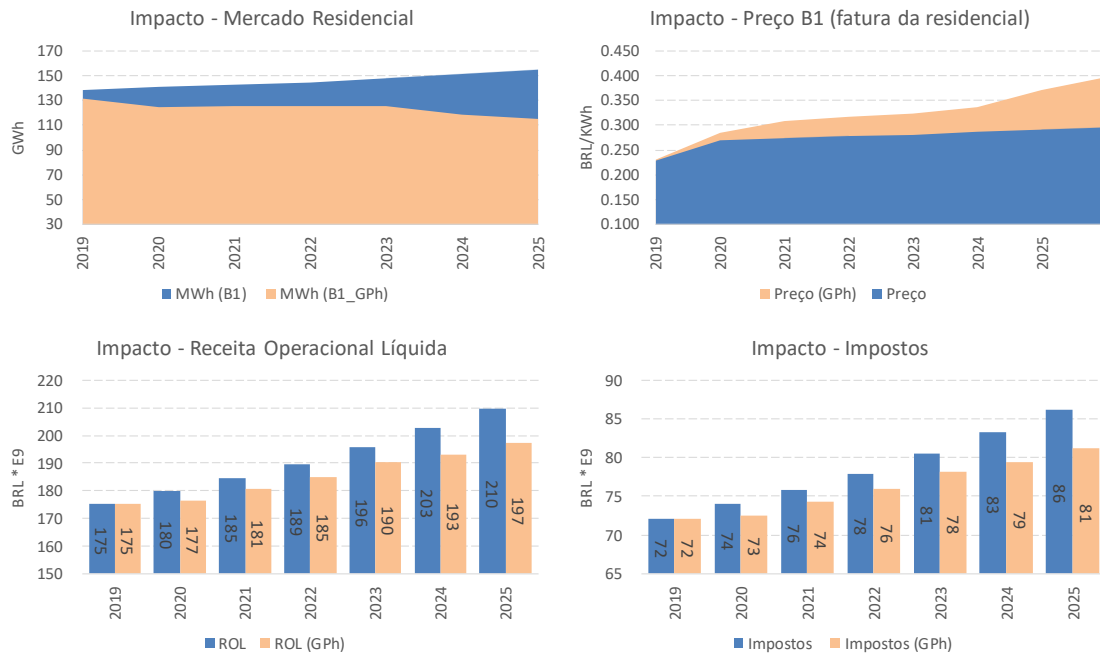 Impacto - Mercado Residencial
170
150
130
110
90
70
50
30
GWh
2019 2020 2021 2022 2023 2024 2025
MWh (B1) MWh (B1_GPh)
Impacto - Preço B1 (fatura da residencial)
0.450
0.400
0.350
0.300
0.250
0.200
0.150
0.100
BRL/KWh
2019 2020 2021 2022 2023 2024 2025
Preço (GPh) Preço
Impacto - Receita Operacional Líquida
220
210
200
190
180
170
160
150
BRL * E9
175 175 180 177 185 181 189 185 196 190 203 193 210 197
2019 2020 2021 2022 2023 2024 2025
ROL ROL (GPh)
Impacto - Impostos
90
85
80
75
70
65
BRL * E9
72 72 74 73 76 74 78 76 81 78 83 79 86 81
2019 2020 2021 2022 2023 2024 2025
Impostos Impostos (GPh)